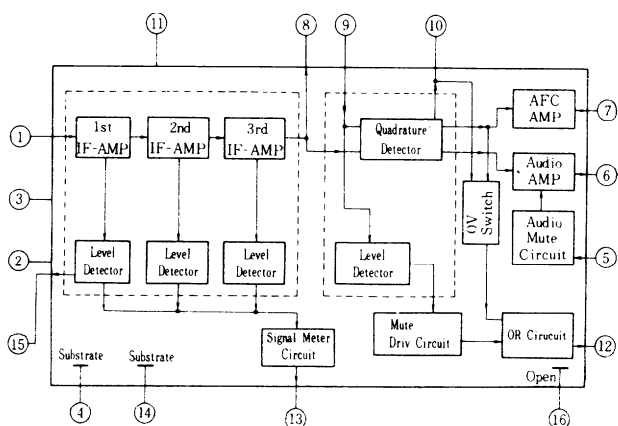 ⑪
⑧
⑨
⑩
①
1st
IF-AMP
2nd
IF-AMP
3rd
IF-AMP
Quadrature
Detector
AFC
AMP
⑦
Audio
AMP
⑥
③
OV
Switch
Audio
Mute
Circuit
⑤
②
Level
Detector
Level
Detector
Level
Detector
Level
Detector
⑮
Signal Meter
Circuit
Mute
Driv Circuit
OR Cirucuit
⑫
Substrate
Substrate
Open
④
⑭
⑬
⑯